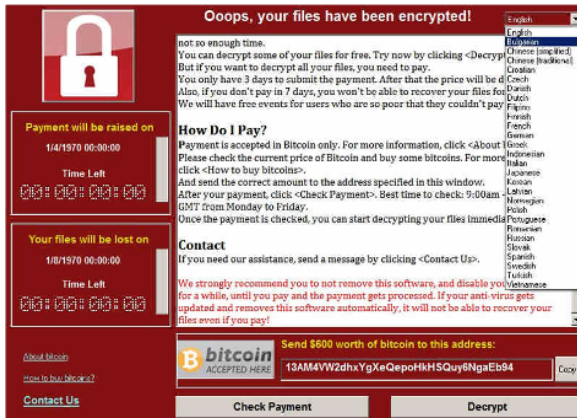 Ooops, your files have been encrypted!
English
Payment will be raised on
1/4/1970 00:00:00
Time Left
00:00:00:00
Your files will be lost on
1/8/1970 00:00:00
Time Left
00:00:00:00
About bitcoin
How to buy bitcoins?
Contact Us
not so enough time.
You can decrypt some of your files for free. Try now by clicking <Decryp
But if you want to decrypt all your files, you need to pay.
You only have 3 days to submit the payment. After that the price will be d
Also, if you don't pay in 7 days, you won't be able to recover your files for
We will have free events for users who are so poor that they couldn't pay
How Do I Pay?
Payment is accepted in Bitcoin only. For more information, click <About
Please check the current price of Bitcoin and buy some bitcoins. For more
click <How to buy bitcoins>.
And send the correct amount to the address specified in this window.
After your payment, click <Check Payment>. Best time to check: 9:00am -
GMT from Monday to Friday.
Once the payment is checked, you can start decrypting your files immedia
Contact
If you need our assistance, send a message by clicking <Contact Us>.
We strongly recommend you to not remove this software, and disable you
for a while, until you pay and the payment gets processed. If your anti-virus gets
updated and removes this software automatically, it will not be able to recover your
files even if you pay!
English
Bulgarian
Chinese (simplified)
Chinese (traditional)
Croatian
Czech
Danish
Dutch
Filipino
Finnish
French
German
Greek
Indonesian
Italian
Japanese
Korean
Latvian
Norwegian
Polish
Portuguese
Romanian
Russian
Slovak
Spanish
Swedish
Turkish
Vietnamese
bitcoin
ACCEPTED HERE
Send $600 worth of bitcoin to this address:
13AM4VW2dhxYgXeQepoHkHSQuy6NgaEb94
Copy
Check Payment
Decrypt